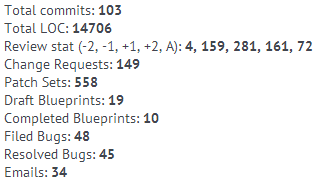 Total commits: 103
Total LOC: 14706
Review stat (-2, -1, +1, +2, A): 4, 159, 281, 161, 72
Change Requests: 149
Patch Sets: 558
Draft Blueprints: 19
Completed Blueprints: 10
Filed Bugs: 48
Resolved Bugs: 45
Emails: 34